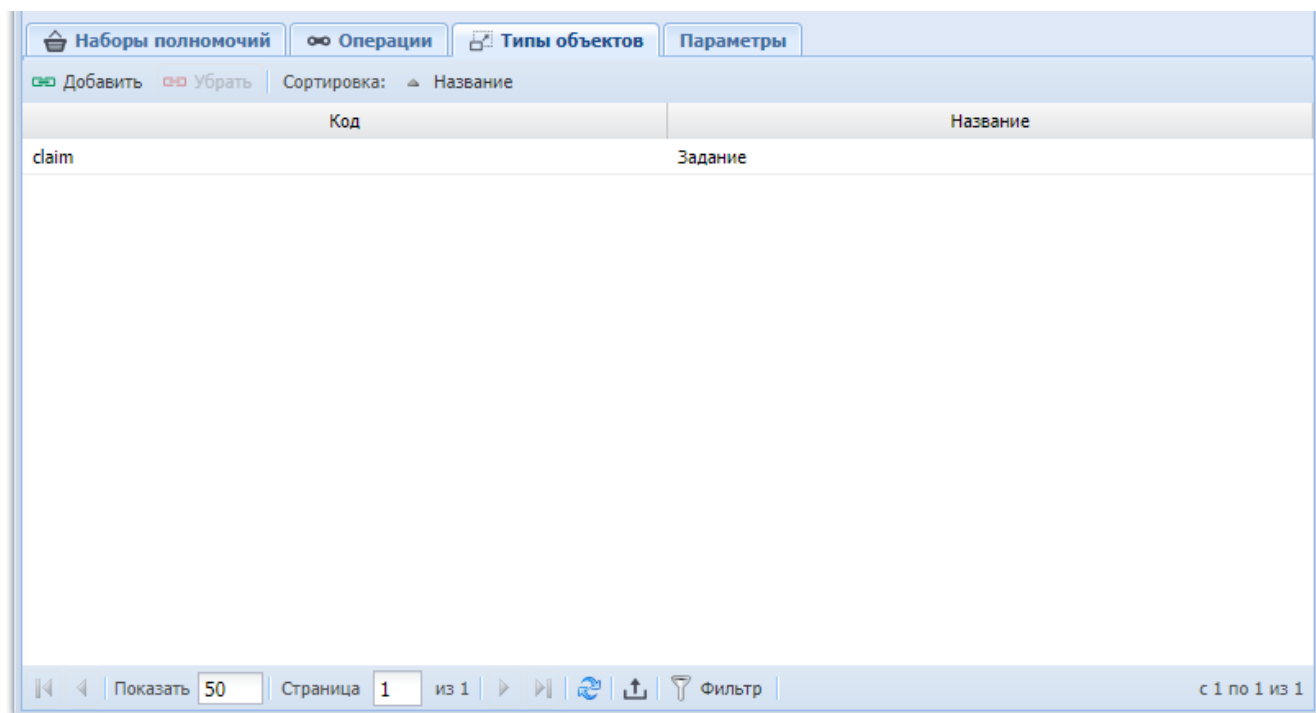 Наборы полномочий Операции Типы объектов Параметры
Добавить Убрать Сортировка: Название
Код Название
claim Задание
Показать 50 Страница 1 из 1 Фильтр с 1 по 1 из 1